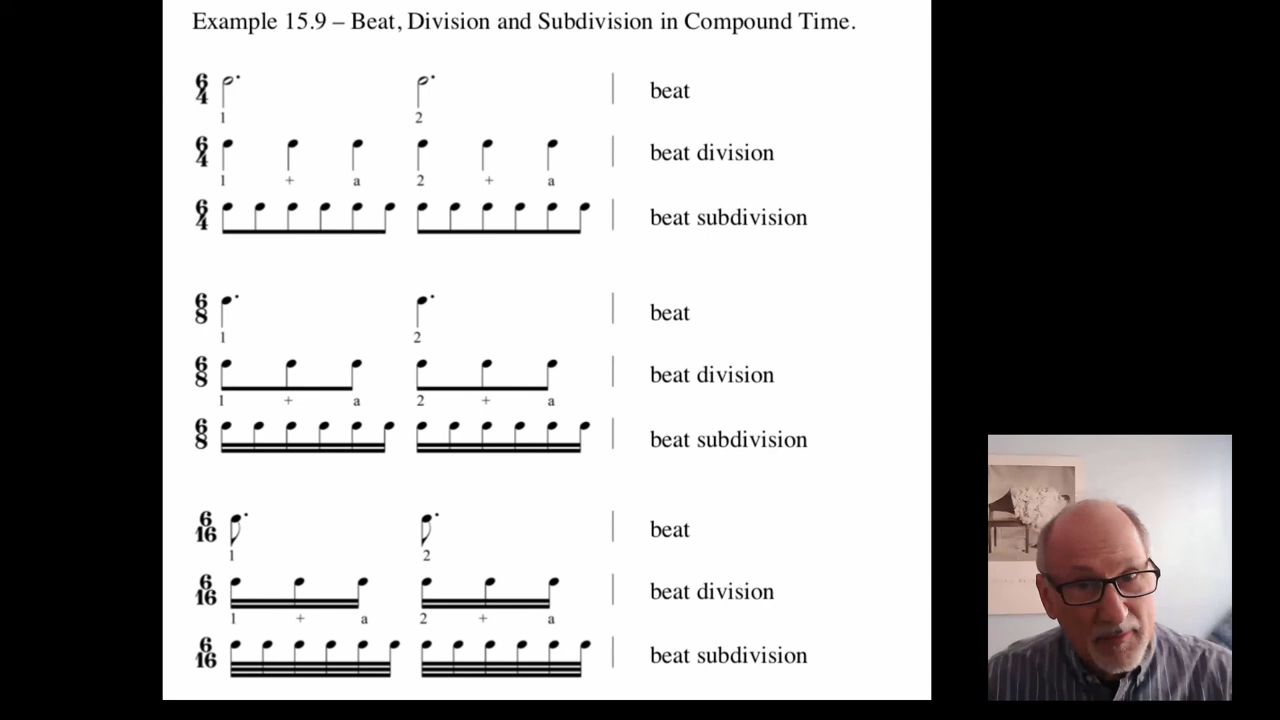 Example 15.9 – Beat, Division and Subdivision in Compound Time.
6/4 beat
1 2
6/4 beat division
1 + a 2 + a
6/4 beat subdivision
6/8 beat
1 2
6/8 beat division
1 + a 2 + a
6/8 beat subdivision
6/16 beat
1 2
6/16 beat division
1 + a 2 + a
6/16 beat subdivision